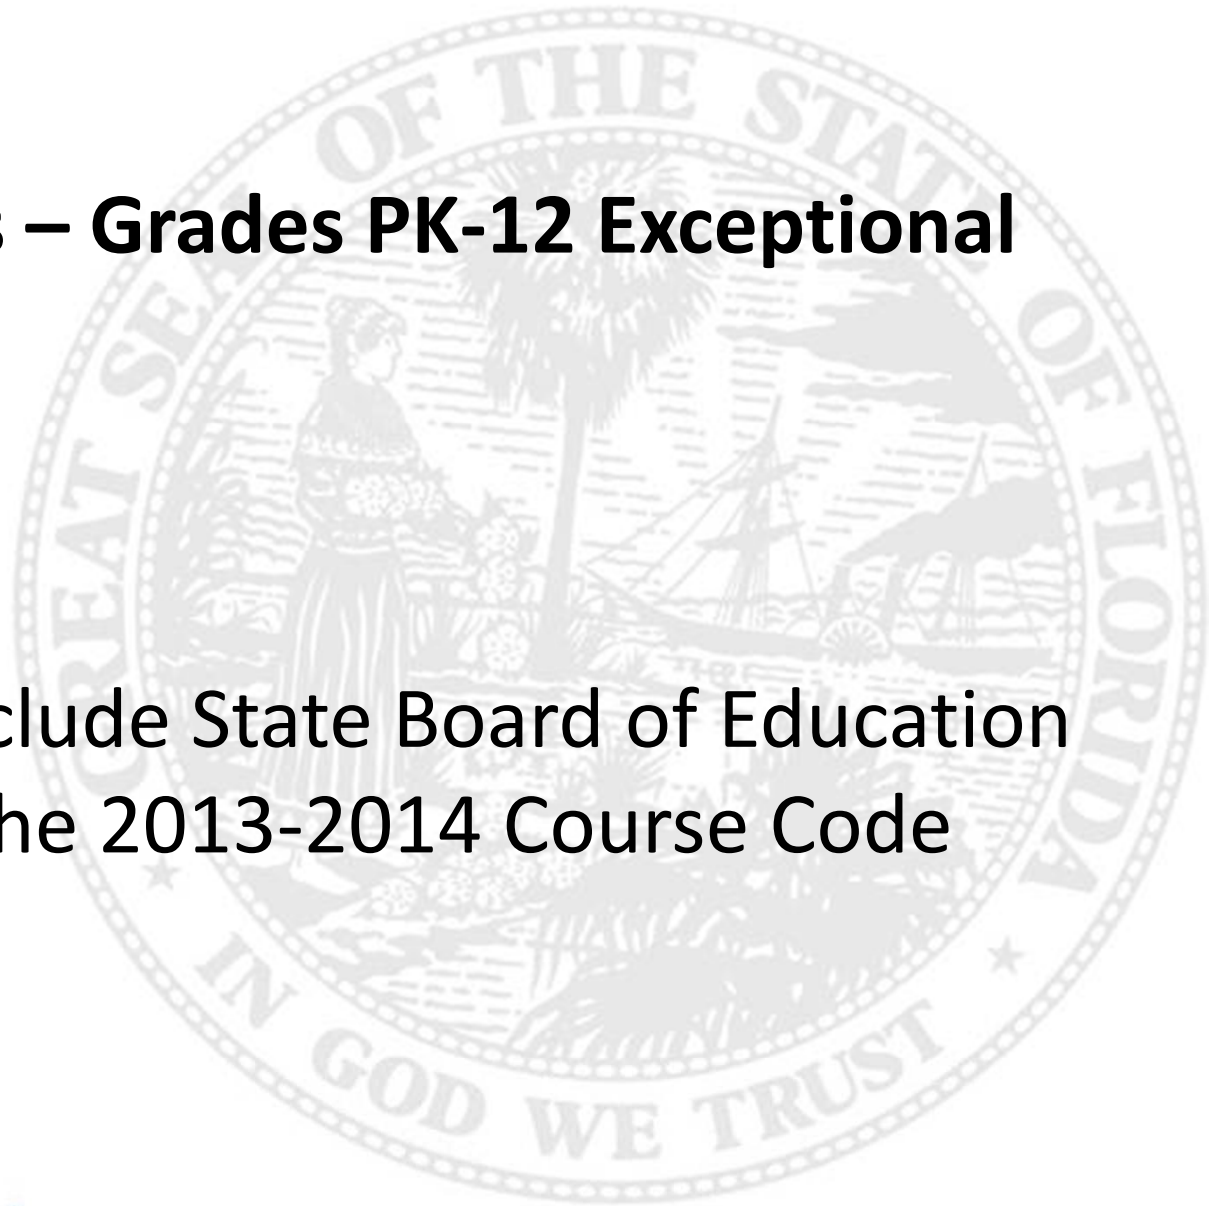 GREAT SEAL OF THE STATE OF FLORIDA
– Grades PK-12 Exceptional
clude State Board of Education
he 2013-2014 Course Code
IN GOD WE TRUST